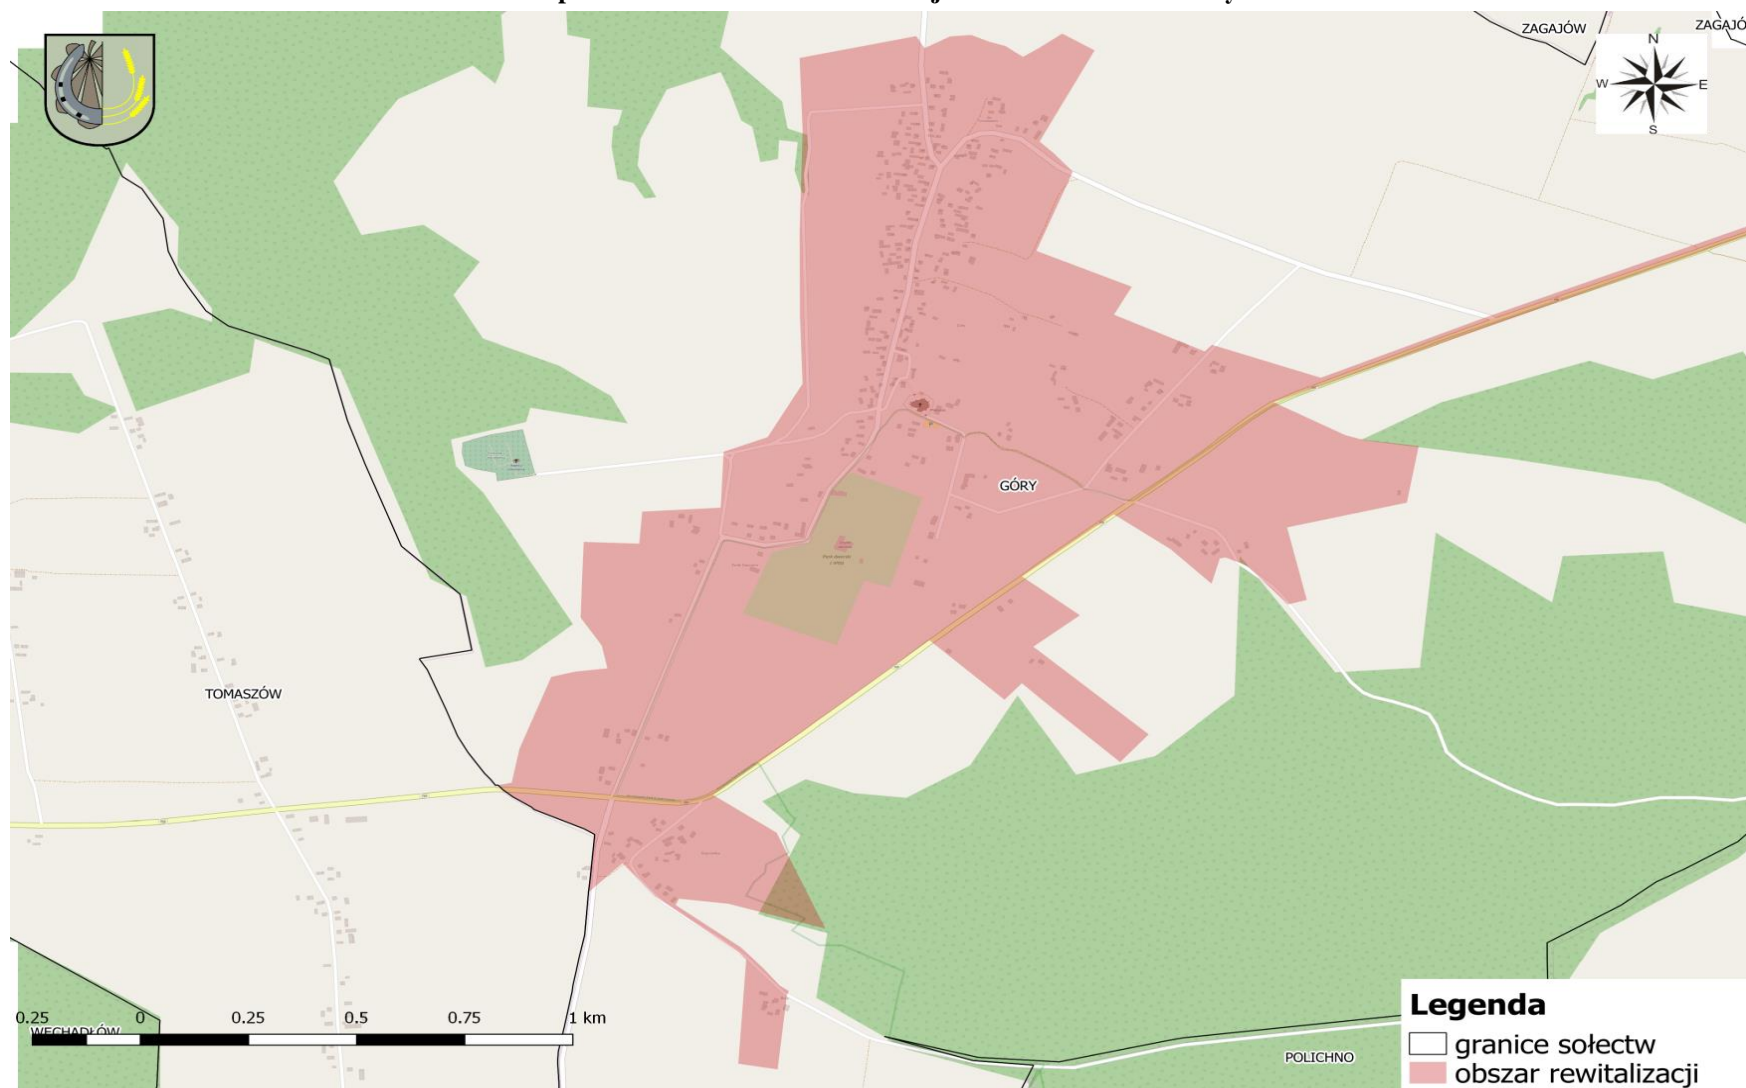 ZAGAJÓW
ZAGAJÓ
N
W E
S
GÓRY
TOMASZÓW
0.25 0 0.25 0.5 0.75 1 km
WĘCHADŁÓW
POLICHNO
Legenda
granice sołectw
obszar rewitalizacji